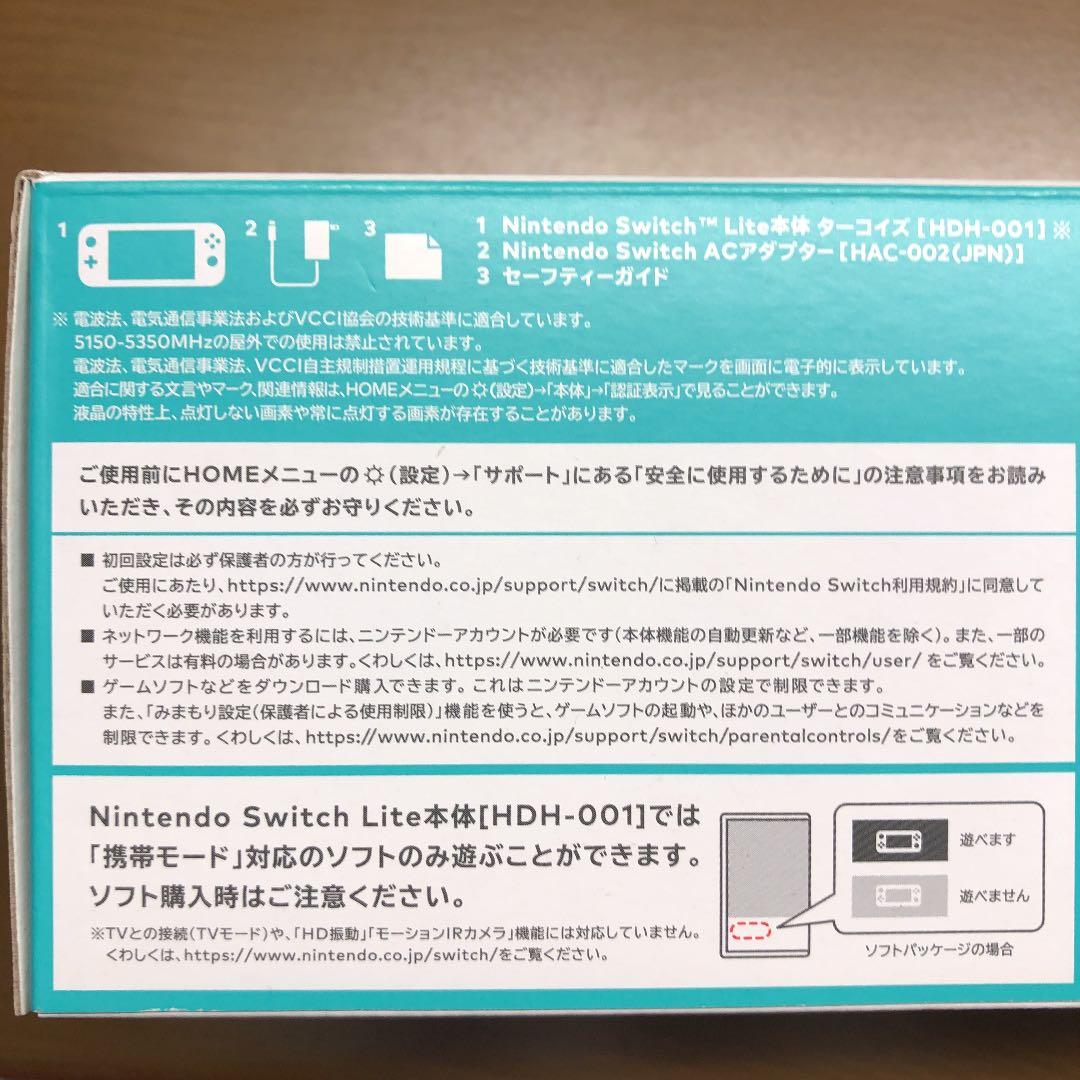 1 2 3
1 Nintendo Switch™ Lite本体 ターコイズ [HDH-001] ※
2 Nintendo Switch ACアダプター [HAC-002(JPN)]
3 セーフティーガイド
※ 電波法、電気通信事業法およびVCCI協会の技術基準に適合しています。
5150-5350MHzの屋外での使用は禁止されています。
電波法、電気通信事業法、VCCI自主規制措置運用規程に基づく技術基準に適合したマークを画面に電子的に表示しています。
適合に関する文言やマーク、関連情報は、HOMEメニューの(設定)→「本体」→「認証表示」で見ることができます。
液晶の特性上、点灯しない画素や常に点灯する画素が存在することがあります。
ご使用前にHOMEメニューの(設定)→「サポート」にある「安全に使用するために」の注意事項をお読み
いただき、その内容を必ずお守りください。
■ 初回設定は必ず保護者の方が行ってください。
ご使用にあたり、https://www.nintendo.co.jp/support/switch/に掲載の「Nintendo Switch利用規約」に同意して
いただく必要があります。
■ ネットワーク機能を利用するには、ニンテンドーアカウントが必要です(本体機能の自動更新など、一部機能を除く)。また、一部の
サービスは有料の場合があります。くわしくは、https://www.nintendo.co.jp/support/switch/user/ をご覧ください。
■ ゲームソフトなどをダウンロード購入できます。これはニンテンドーアカウントの設定で制限できます。
また、「みまもり設定(保護者による使用制限)」機能を使うと、ゲームソフトの起動や、ほかのユーザーとのコミュニケーションなどを
制限できます。くわしくは、https://www.nintendo.co.jp/support/switch/parentalcontrols/をご覧ください。
Nintendo Switch Lite本体[HDH-001]では
「携帯モード」対応のソフトのみ遊ぶことができます。
ソフト購入時はご注意ください。
※TVとの接続(TVモード)や、「HD振動」「モーションIRカメラ」機能には対応していません。
くわしくは、https://www.nintendo.co.jp/switch/をご覧ください。
遊べます
遊べません
ソフトパッケージの場合